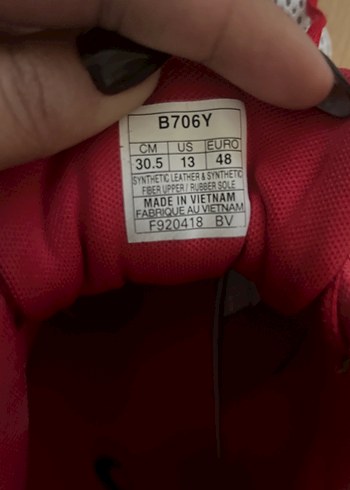 B706Y
CM US EURO
30.5 13 48
SYNTHETIC LEATHER & SYNTHETIC
FIBER UPPER / RUBBER SOLE
MADE IN VIETNAM
FABRIQUE AU VIETNAM
F920418 BV